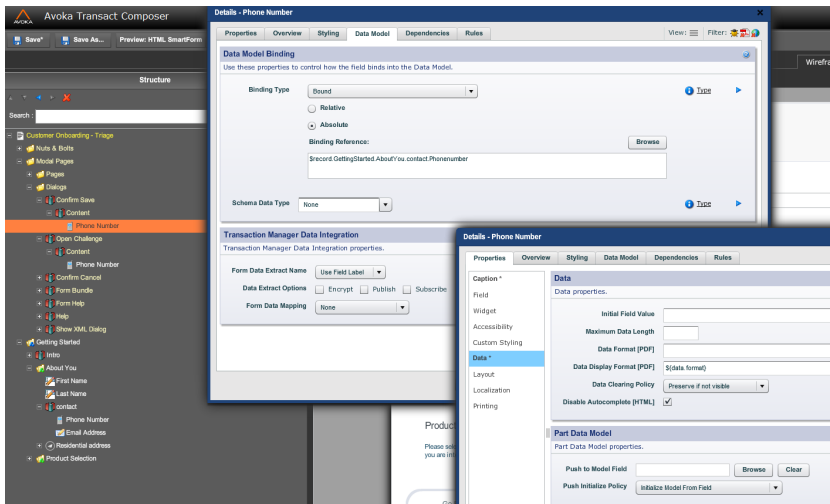 AVOKA
Avoka Transact Composer
Save*
Save As...
Preview: HTML SmartForm
Structure
Search :
Customer Onboarding - Triage
Nuts & Bolts
Modal Pages
Pages
Dialogs
Confirm Save
Content
Phone Number
Open Challenge
Content
Phone Number
Confirm Cancel
Form Bundle
Form Help
Help
Show XML Dialog
Getting Started
Intro
About You
First Name
Last Name
contact
Phone Number
Email Address
Residential address
Product Selection
Details - Phone Number
Properties
Overview
Styling
Data Model
Dependencies
Rules
View:
Filter:
Wirefra
Data Model Binding
Use these properties to control how the field binds into the Data Model.
Binding Type
Bound
Type
Relative
Absolute
Binding Reference:
Browse
$record.GettingStarted.AboutYou.contact.Phonenumber
Schema Data Type
None
Type
Transaction Manager Data Integration
Transaction Manager Data Integration properties.
Form Data Extract Name
Use Field Label
Data Extract Options
Encrypt
Publish
Subscribe
Form Data Mapping
None
Product
Please sele
you are int
Details - Phone Number
Properties
Overview
Styling
Data Model
Dependencies
Rules
Caption *
Field
Widget
Accessibility
Custom Styling
Data *
Layout
Localization
Printing
Data
Data properties.
Initial Field Value
Maximum Data Length
Data Format [PDF]
Data Display Format [PDF]
${data.format}
Data Clearing Policy
Preserve if not visible
Disable Autocomplete [HTML]
Part Data Model
Part Data Model properties.
Push to Model Field
Browse
Clear
Push Initialize Policy
Initialize Model From Field